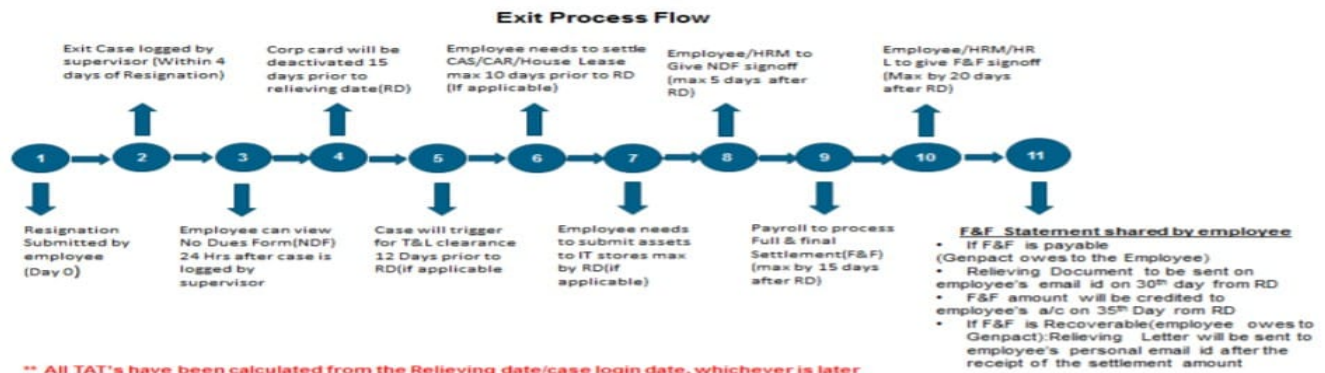 Exit Process Flow
Exit Case logged by
supervisor (Within 4
days of Resignation)
Corp card will be
deactivated 15
days prior to
relieving date(RD)
Employee needs to settle
CAS/CAR/House Lease
max 10 days prior to RD
(If applicable)
Employee/HRM to
Give NDF signoff
(max 5 days after
RD)
Employee/HRM/HR
L to give F&F signoff
(Max by 20 days
after RD)
1
2
3
4
5
6
7
8
9
10
11
Resignation
Submitted by
employee
(Day 0)
Employee can view
No Dues Form(NDF)
24 Hrs after case is
logged by
supervisor
Case will trigger
for T&L clearance
12 Days prior to
RD(if applicable
Employee needs
to submit assets
to IT stores max
by RD(if
applicable)
Payroll to process
Full & final
Settlement(F&F)
(max by 15 days
after RD)
F&F Statement shared by employee
• If F&F is payable
(Genpact owes to the Employee)
• Relieving Document to be sent on
employee's email id on 30th day from RD
• F&F amount will be credited to
employee's a/c on 35th Day rom RD
• If F&F is Recoverable(employee owes to
Genpact):Relieving Letter will be sent to
employee's personal email id after the
receipt of the settlement amount
** All TAT's have been calculated from the Relieving date/case login date, whichever is later